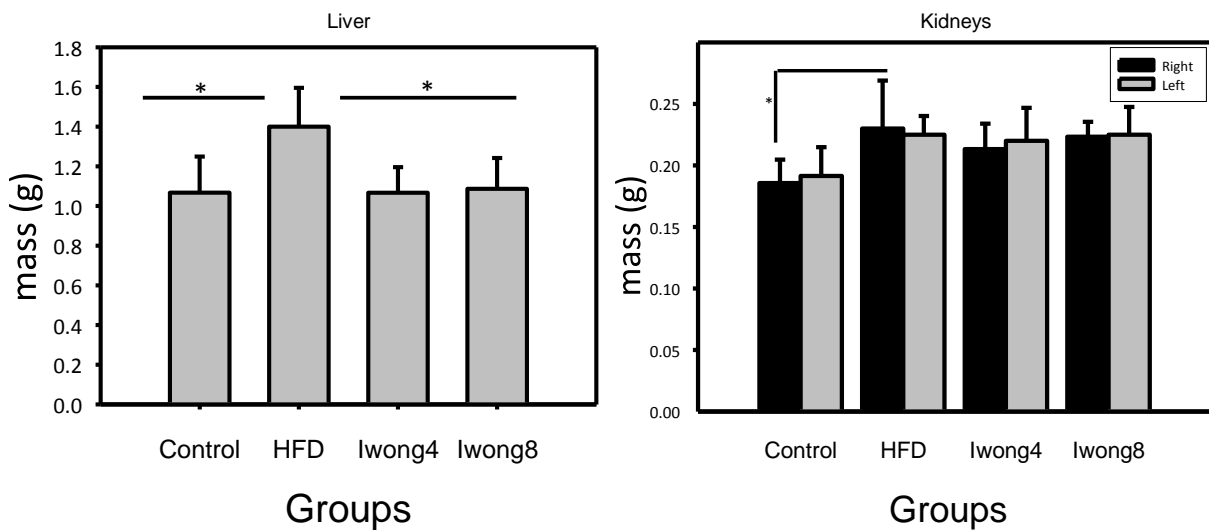 Liver
1.8
1.6
1.4
1.2
1.0
0.8
0.6
0.4
0.2
0.0
mass (g)
*
*
Control HFD Iwong4 Iwong8
Groups
Kidneys
Right
Left
0.25
0.20
0.15
0.10
0.05
0.00
mass (g)
*
Control HFD Iwong4 Iwong8
Groups